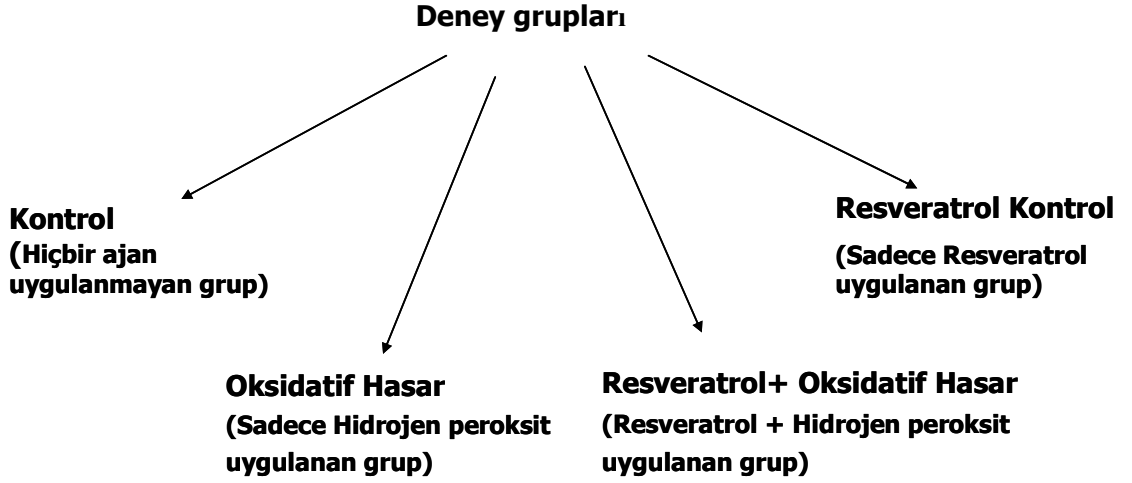 Deney grupları
Kontrol
(Hiçbir ajan
uygulanmayan grup)
Resveratrol Kontrol
(Sadece Resveratrol
uygulanan grup)
Oksidatif Hasar
(Sadece Hidrojen peroksit
uygulanan grup)
Resveratrol+ Oksidatif Hasar
(Resveratrol + Hidrojen peroksit
uygulanan grup)